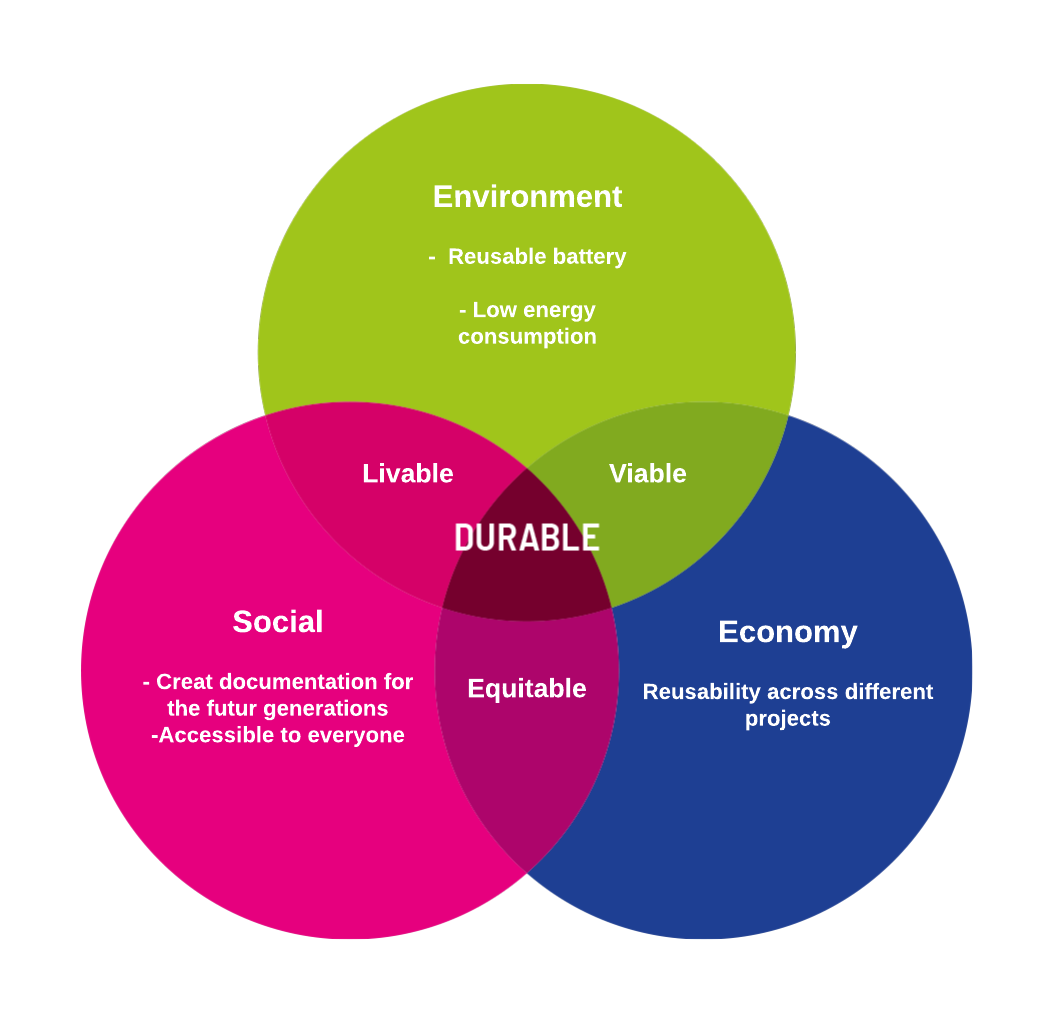 Environment
-  Reusable battery
- Low energy
consumption
Livable
Viable
DURABLE
Social
- Creat documentation for
the futur generations
-Accessible to everyone
Equitable
Economy
Reusability across different
projects